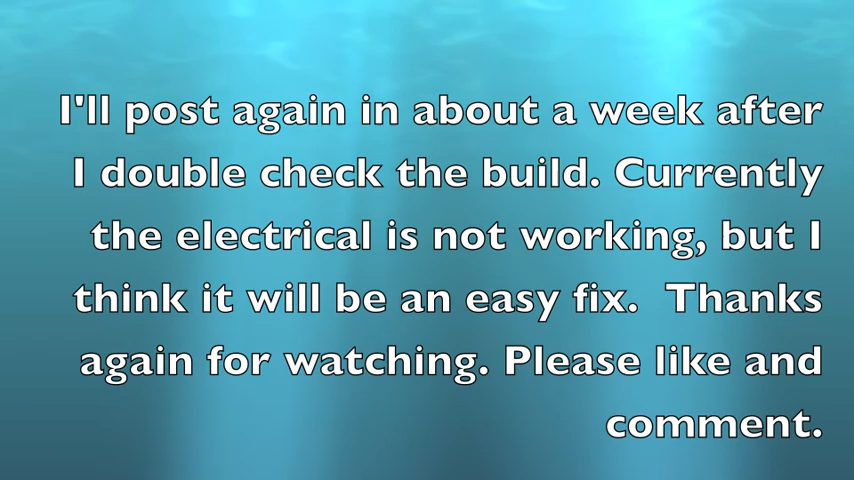 I'll post again in about a week after
I double check the build. Currently
the electrical is not working, but I
think it will be an easy fix.  Thanks
again for watching. Please like and
comment.